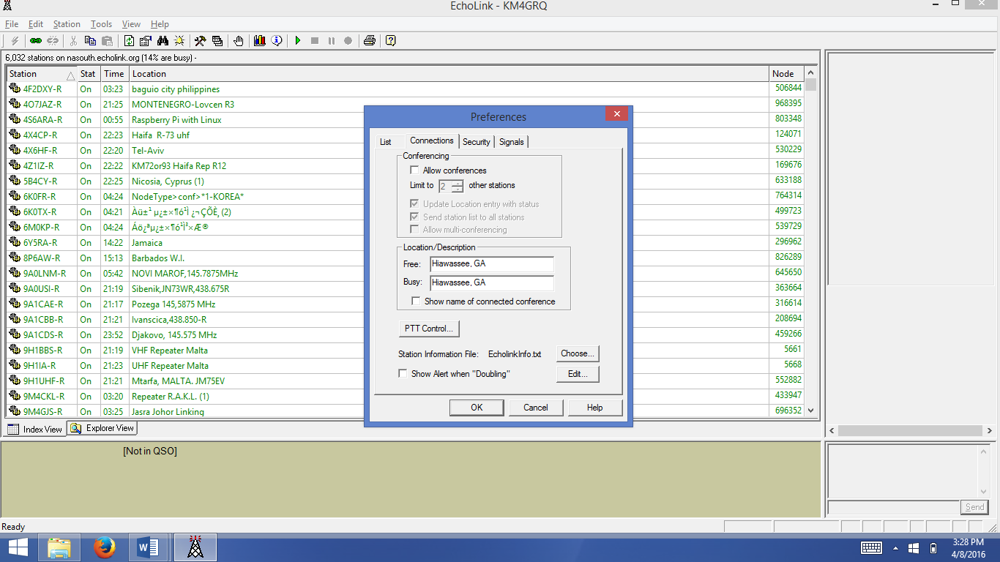 EchoLink - KM4GRQ
File Edit Station Tools View Help
6,032 stations on nasouth.echolink.org (14% are busy) -
Station Stat Time Location Node
4F2DXY-R On 03:23 baguio city philippines 506844
4O7JAZ-R On 21:25 MONTENEGRO-Lovcen R3 968395
4S6ARA-R On 00:55 Raspberry Pi with Linux 803348
4X4CP-R On 22:23 Haifa R-73 uhf 124071
4X6HF-R On 22:20 Tel-Aviv 530229
4Z1IZ-R On 22:22 KM72or93 Haifa Rep R12 169676
5B4CY-R On 22:25 Nicosia, Cyprus (1) 633188
6K0FR-R On 04:24 NodeType>conf>*1-KOREA* 764314
6K0TX-R On 04:21 Àü±¹ µ¿±×¶ó¹Ì ¿¬ÇÕÈ¸ (2) 499723
6M0KP-R On 04:24 Áö¿ªµ¿±×¶ó¹Ì³×Æ® 539729
6Y5RA-R On 14:22 Jamaica 296962
8P6AW-R On 15:13 Barbados W.I. 826289
9A0LNM-R On 05:42 NOVI MAROF,145.7875MHz 645650
9A0USI-R On 21:19 Sibenik,JN73WR,438.675R 363664
9A1CAE-R On 21:17 Pozega 145,5875 MHz 316614
9A1CBB-R On 21:21 Ivanscica,438.850-R 208694
9A1CDS-R On 23:52 Djakovo, 145.575 MHz 459266
9H1BBS-R On 21:19 VHF Repeater Malta 5661
9H1IA-R On 21:23 UHF Repeater Malta 5668
9H1UHF-R On 21:21 Mtarfa, MALTA. JM75EV 552882
9M4CKL-R On 03:20 Repeater R.A.K.L. (1) 433947
9M4GJS-R On 03:25 Jasra Johor Linking 696352
Index View Explorer View
Preferences
List Connections Security Signals
Conferencing
Allow conferences
Limit to 2 other stations
Update Location entry with status
Send station list to all stations
Allow multi-conferencing
Location/Description
Free: Hiawassee, GA
Busy: Hiawassee, GA
Show name of connected conference
PTT Control...
Station Information File: EcholinkInfo.txt Choose...
Show Alert when "Doubling" Edit...
OK Cancel Help
[Not in QSO]
Send
Ready
3:28 PM
4/8/2016